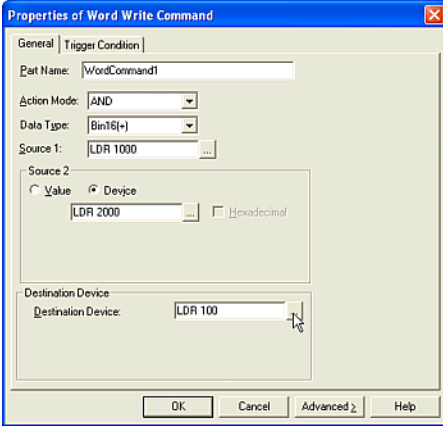 Properties of Word Write Command
General Trigger Condition
Part Name: WordCommand1
Action Mode: AND
Data Type: Bin16(+)
Source 1: LDR 1000 ...
Source 2
Value Device
LDR 2000 ... Hexadecimal
Destination Device
Destination Device: LDR 100 ...
OK Cancel Advanced > Help